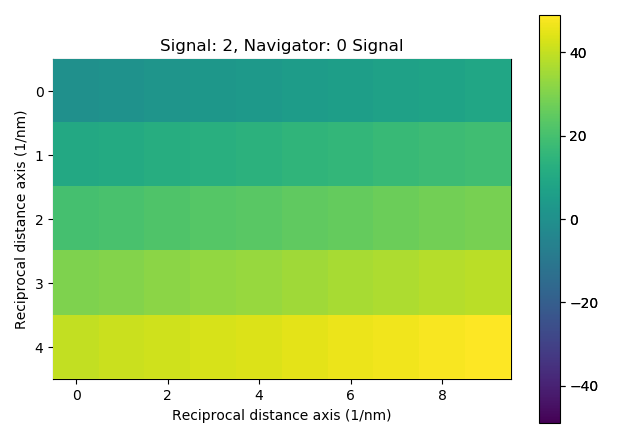 Signal: 2, Navigator: 0 Signal
40
20
0
−20
−40
0
1
2
3
4
Reciprocal distance axis (1/nm)
0 2 4 6 8
Reciprocal distance axis (1/nm)